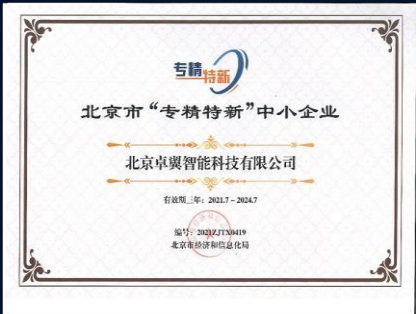 专精特新
北京市“专精特新”中小企业
北京卓翼智能科技有限公司
有效期三年：2021.7－2024.7
编号：2021ZJTX0419
北京市经济和信息化局